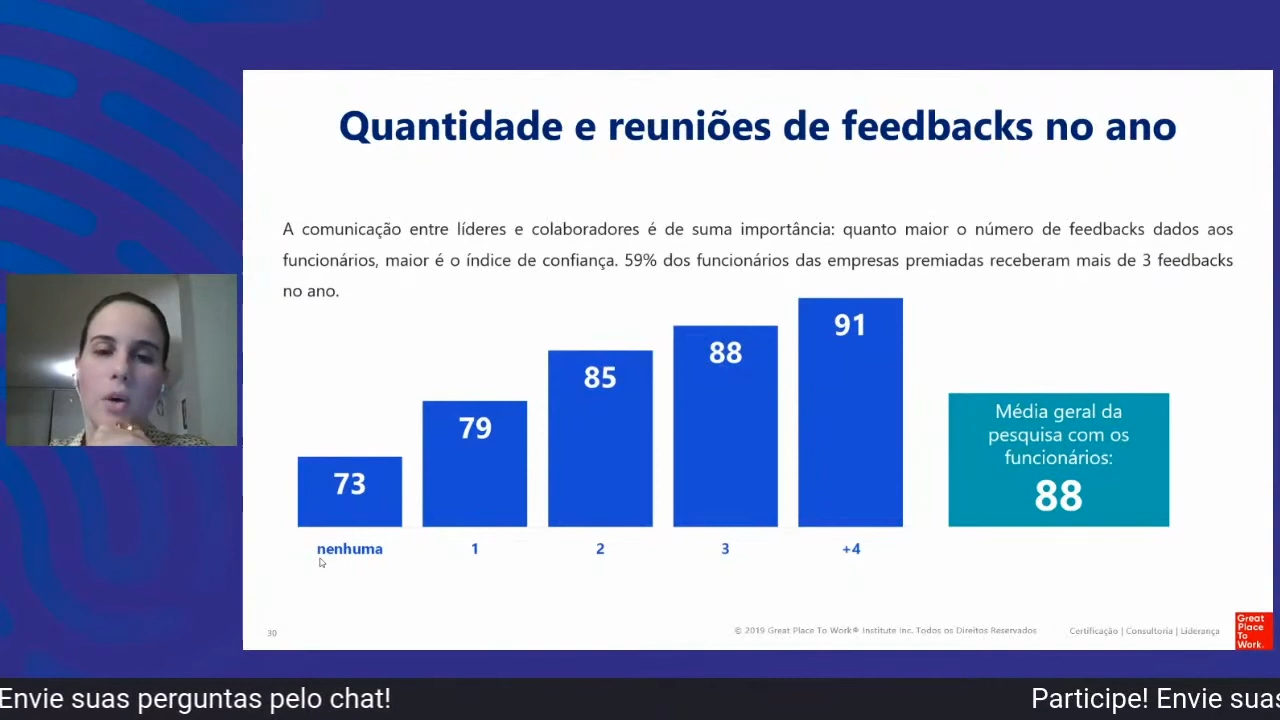 Quantidade e reuniões de feedbacks no ano
A comunicação entre líderes e colaboradores é de suma importância: quanto maior o número de feedbacks dados aos
funcionários, maior é o índice de confiança. 59% dos funcionários das empresas premiadas receberam mais de 3 feedbacks
no ano.
73
79
85
88
91
nenhuma
1
2
3
+4
Média geral da
pesquisa com os
funcionários:
88
30
© 2019 Great Place To Work® Institute Inc. Todos os Direitos Reservados
Certificação | Consultoria | Liderança
Great
Place
To
Work.
Envie suas perguntas pelo chat!
Participe! Envie suas